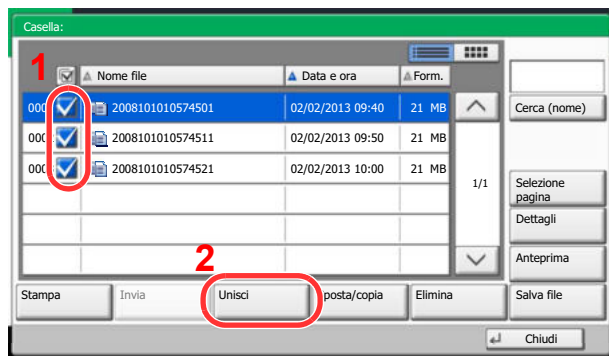 Casella:
1
Nome file Data e ora Form.
000 2008101010574501 02/02/2013 09:40 21 MB Cerca (nome)
000 2008101010574511 02/02/2013 09:50 21 MB
000 2008101010574521 02/02/2013 10:00 21 MB
1/1
Selezione
pagina
Dettagli
2
Anteprima
Stampa Invia Unisci posta/copia Elimina Salva file
Chiudi